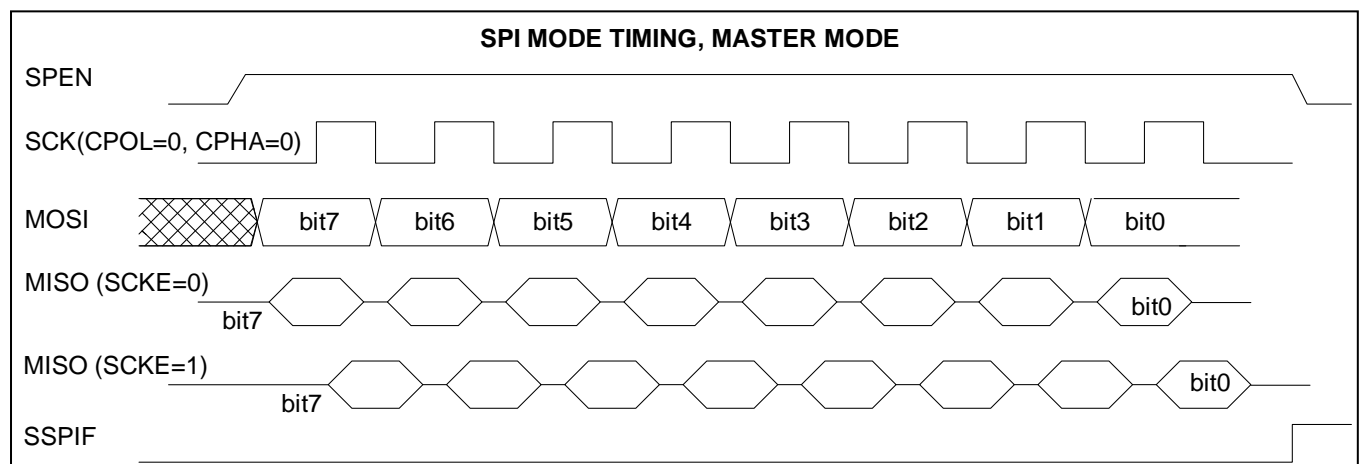 SPI MODE TIMING, MASTER MODE
SPEN
SCK(CPOL=0, CPHA=0)
MOSI bit7 bit6 bit5 bit4 bit3 bit2 bit1 bit0
MISO (SCKE=0)
bit7 bit0
MISO (SCKE=1)
bit7 bit0
SSPIF